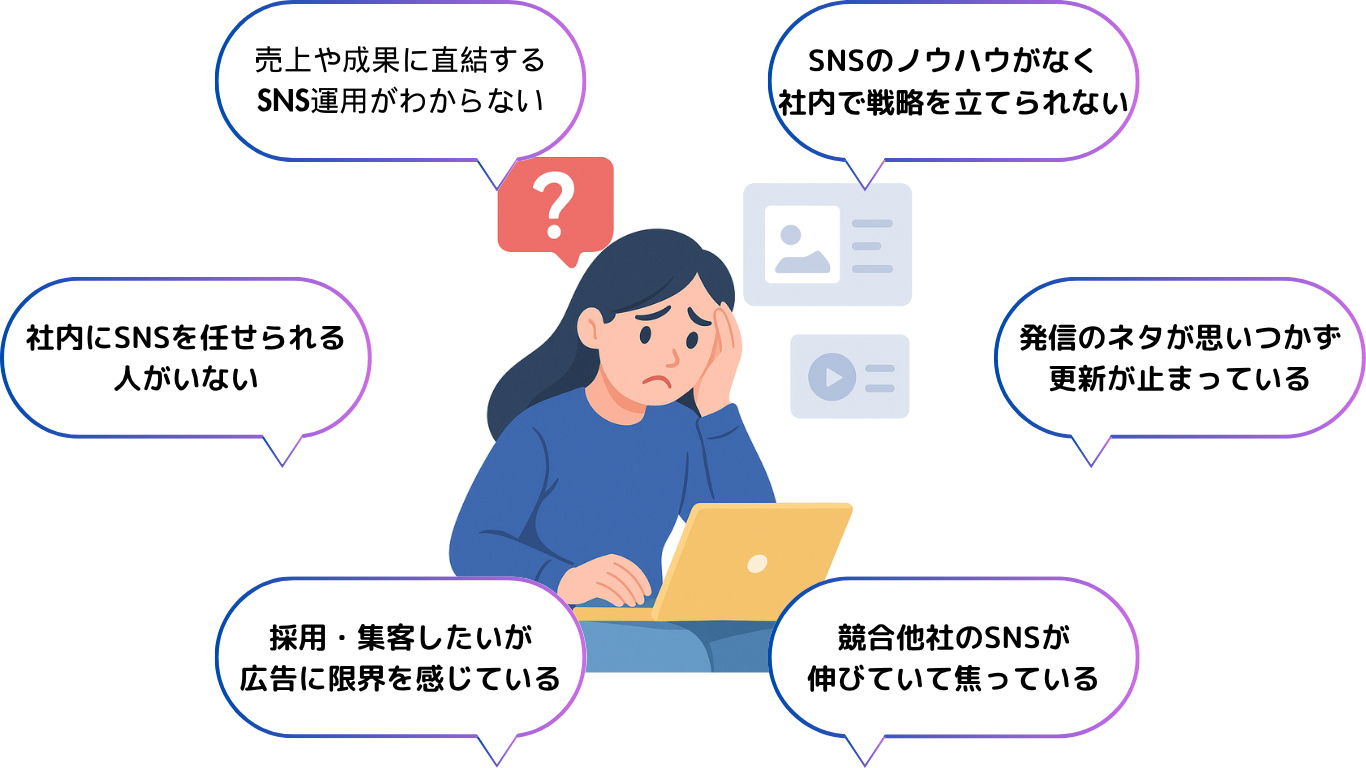 売上や成果に直結する
SNS運用がわからない
SNSのノウハウがなく
社内で戦略を立てられない
?
社内にSNSを任せられる
人がいない
発信のネタが思いつかず
更新が止まっている
採用・集客したいが
広告に限界を感じている
競合他社のSNSが
伸びていて焦っている